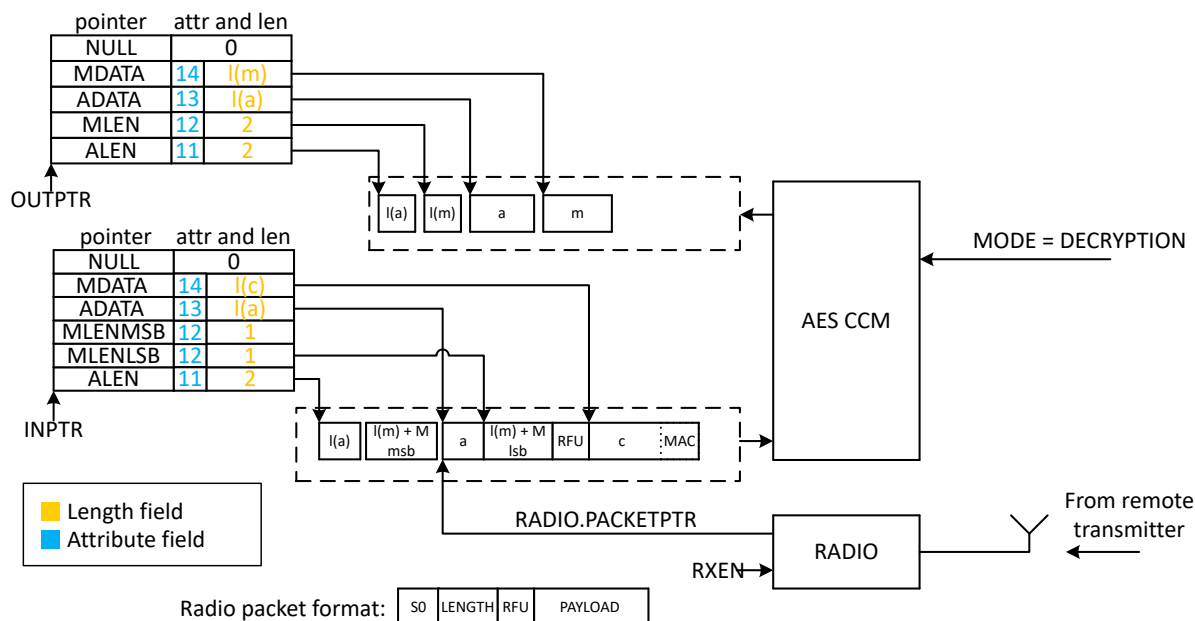 pointer attr and len
NULL 0
MDATA 14 l(m)
ADATA 13 l(a)
MLEN 12 2
ALEN 11 2
OUTPTR
l(a) l(m) a m
pointer attr and len
NULL 0
MDATA 14 l(c)
ADATA 13 l(a)
MLENMSB 12 1
MLENLSB 12 1
ALEN 11 2
INPTR
l(a) l(m) + M msb a l(m) + M lsb RFU c MAC
AES CCM
MODE = DECRYPTION
Length field
Attribute field
RADIO.PACKETPTR
RXEN
RADIO
From remote
transmitter
Radio packet format: S0 LENGTH RFU PAYLOAD